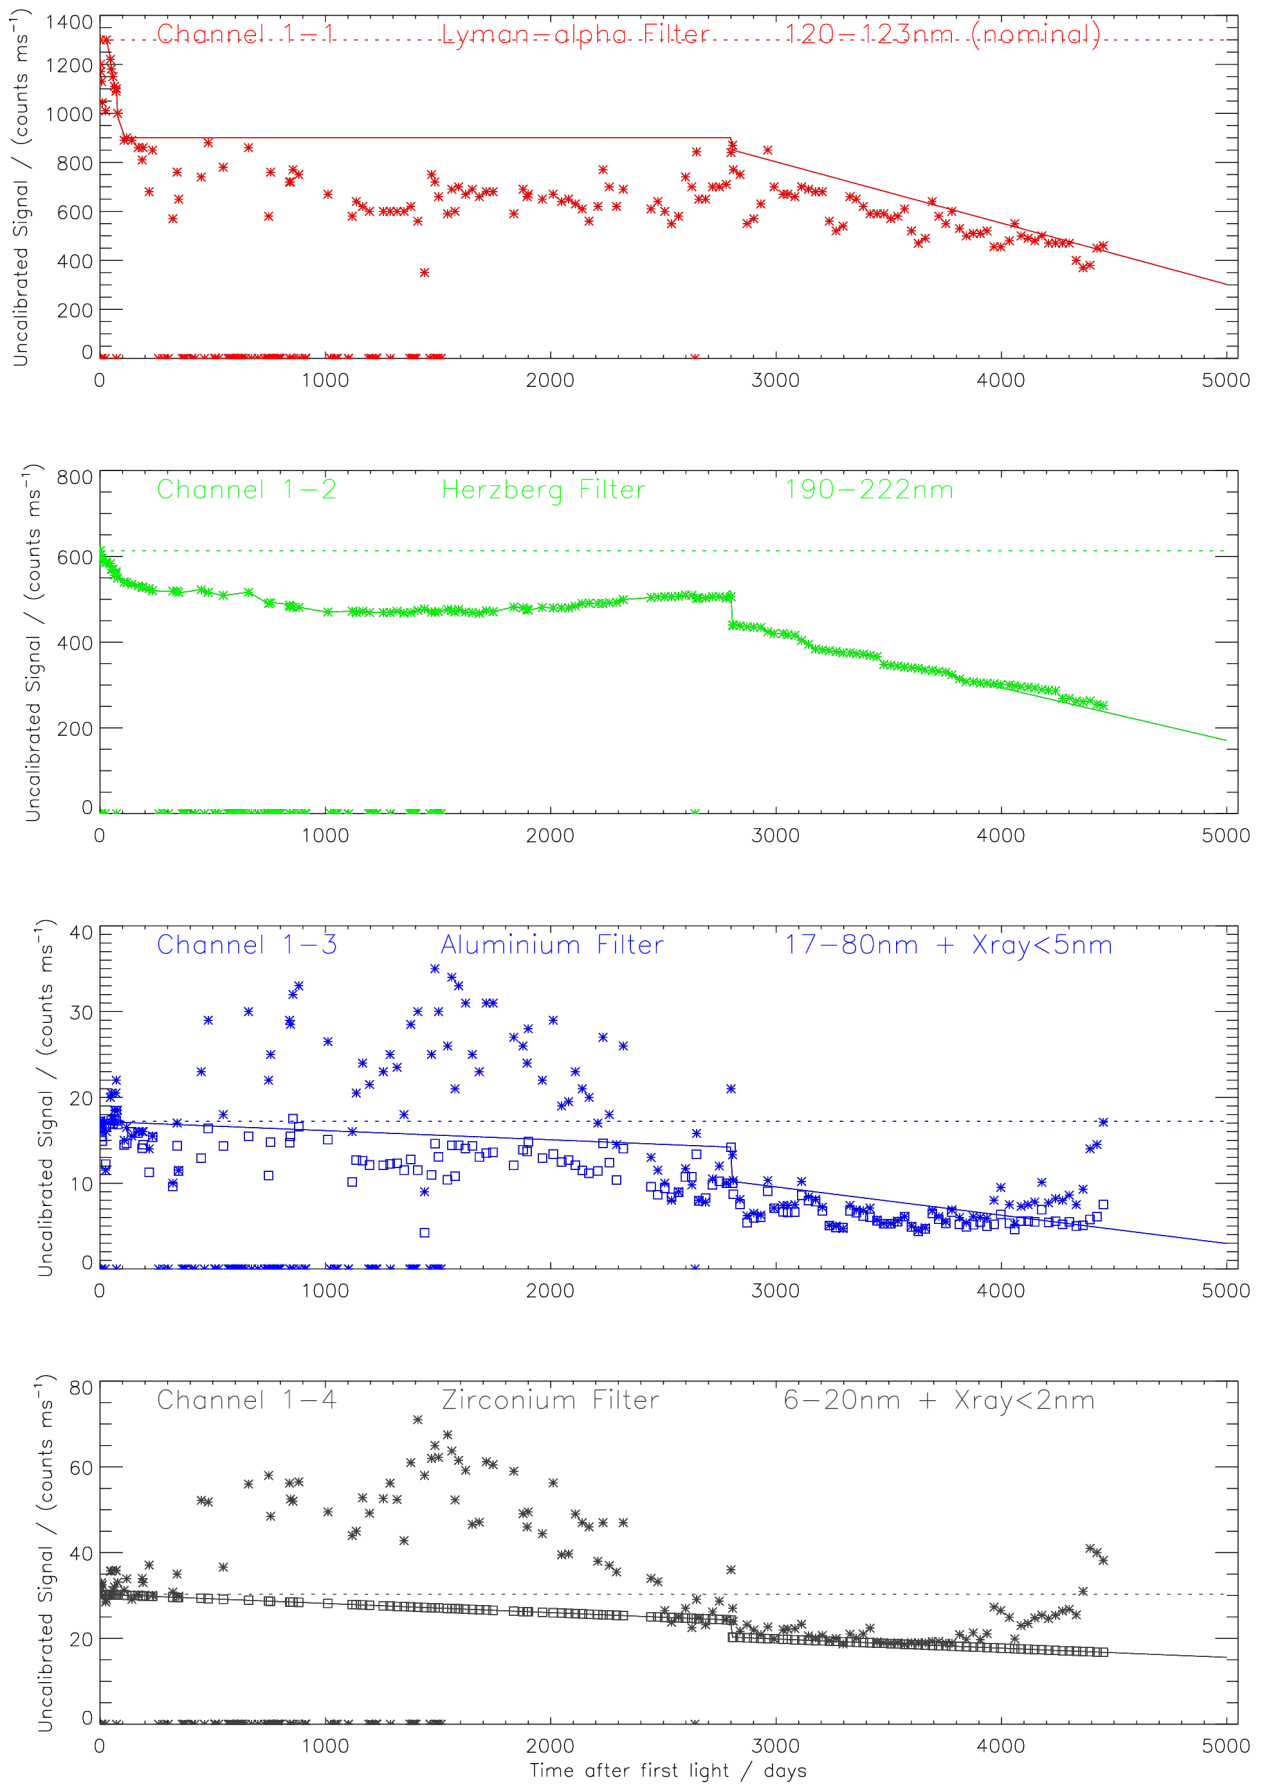 Channel 1-1 Lyman-alpha Filter 120-123nm (nominal)
Uncalibrated Signal / (counts ms⁻¹)
1400
1200
1000
800
600
400
200
0
0 1000 2000 3000 4000 5000
Channel 1-2 Herzberg Filter 190-222nm
Uncalibrated Signal / (counts ms⁻¹)
800
600
400
200
0
0 1000 2000 3000 4000 5000
Channel 1-3 Aluminium Filter 17-80nm + Xray<5nm
Uncalibrated Signal / (counts ms⁻¹)
40
30
20
10
0
0 1000 2000 3000 4000 5000
Channel 1-4 Zirconium Filter 6-20nm + Xray<2nm
Uncalibrated Signal / (counts ms⁻¹)
80
60
40
20
0
0 1000 2000 3000 4000 5000
Time after first light / days